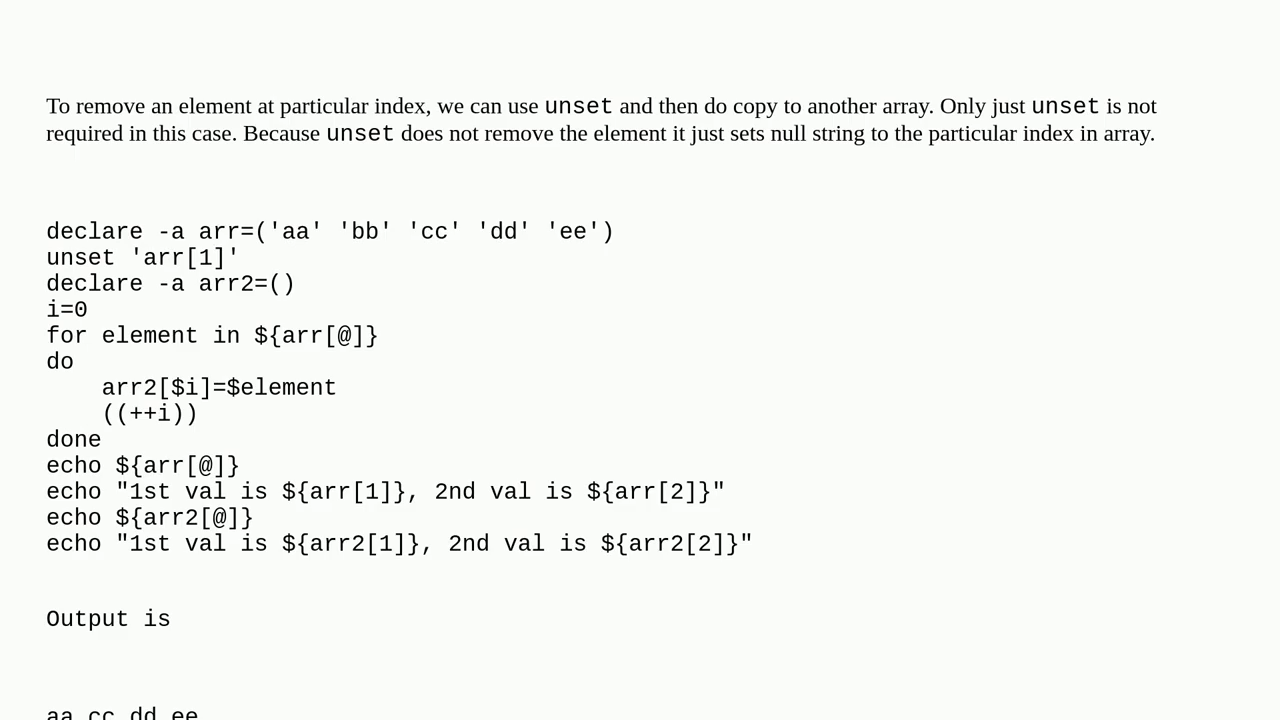 To remove an element at particular index, we can use unset and then do copy to another array. Only just unset is not
required in this case. Because unset does not remove the element it just sets null string to the particular index in array.
declare -a arr=('aa' 'bb' 'cc' 'dd' 'ee')
unset 'arr[1]'
declare -a arr2=()
i=0
for element in ${arr[@]}
do
    arr2[$i]=$element
    ((++i))
done
echo ${arr[@]}
echo "1st val is ${arr[1]}, 2nd val is ${arr[2]}"
echo ${arr2[@]}
echo "1st val is ${arr2[1]}, 2nd val is ${arr2[2]}"
Output is
aa cc dd ee